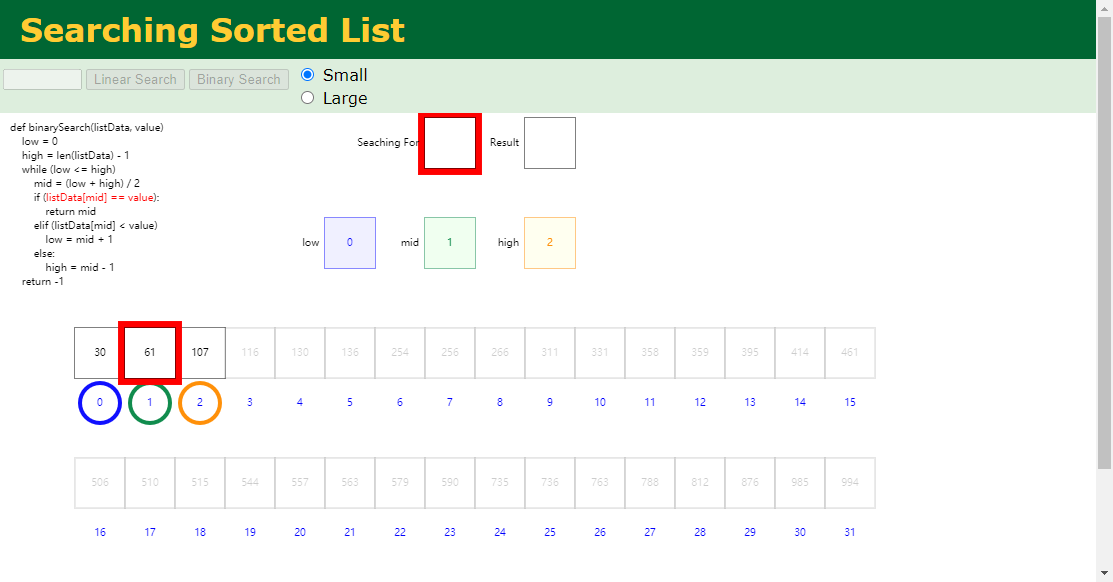 Searching Sorted List
Linear Search Binary Search
Small
Large
def binarySearch(listData, value)
low = 0
high = len(listData) - 1
while (low <= high)
mid = (low + high) / 2
if (listData[mid] == value):
return mid
elif (listData[mid] < value)
low = mid + 1
else:
high = mid - 1
return -1
Seaching For Result
low 0 mid 1 high 2
30 61 107 116 130 136 254 256 266 311 331 358 359 395 414 461
0 1 2 3 4 5 6 7 8 9 10 11 12 13 14 15
506 510 515 544 557 563 579 590 735 736 763 788 812 876 985 994
16 17 18 19 20 21 22 23 24 25 26 27 28 29 30 31